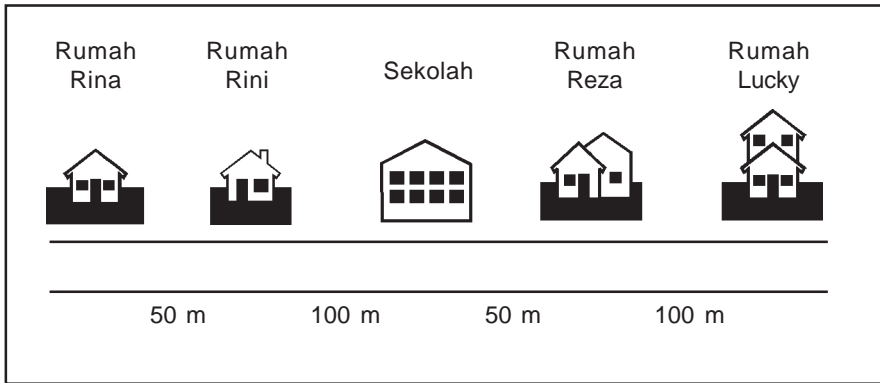 Rumah
Rina
Rumah
Rini
Sekolah
Rumah
Reza
Rumah
Lucky
50 m
100 m
50 m
100 m